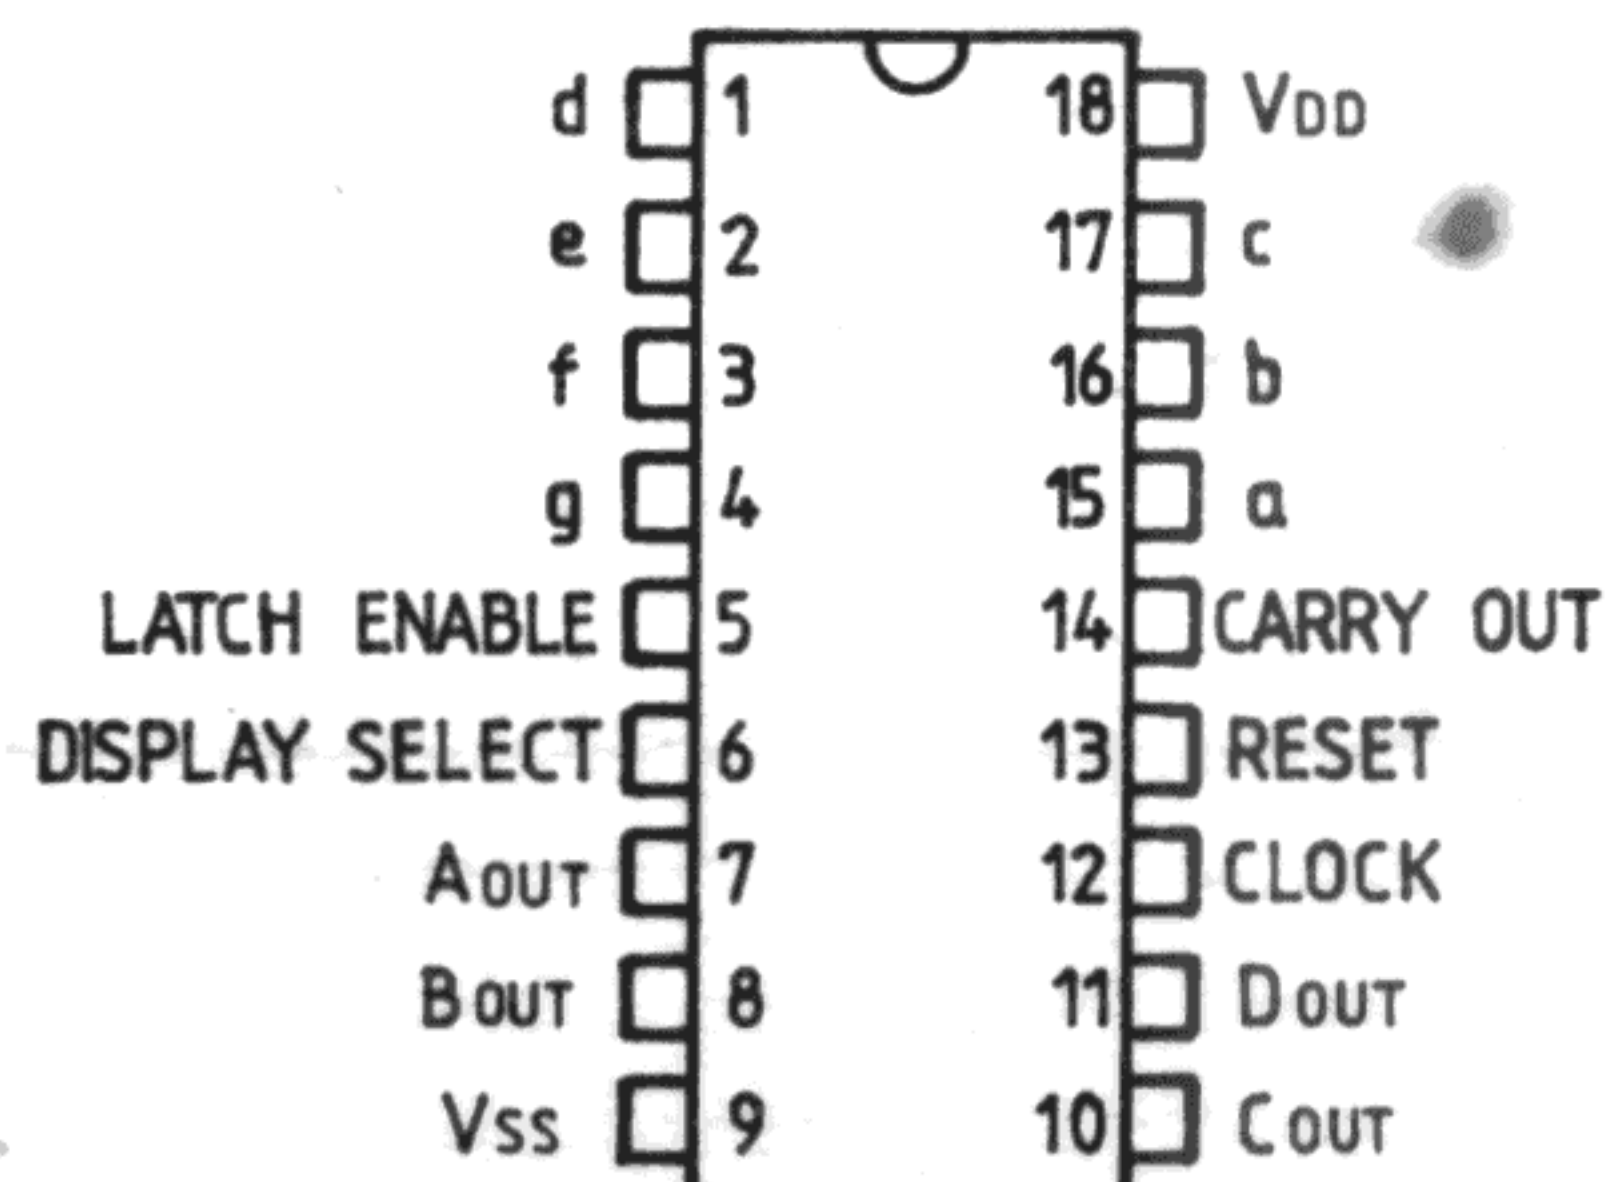 d 1 18 VDD
e 2 17 c
f 3 16 b
g 4 15 a
LATCH ENABLE 5 14 CARRY OUT
DISPLAY SELECT 6 13 RESET
AOUT 7 12 CLOCK
BOUT 8 11 DOUT
VSS 9 10 COUT